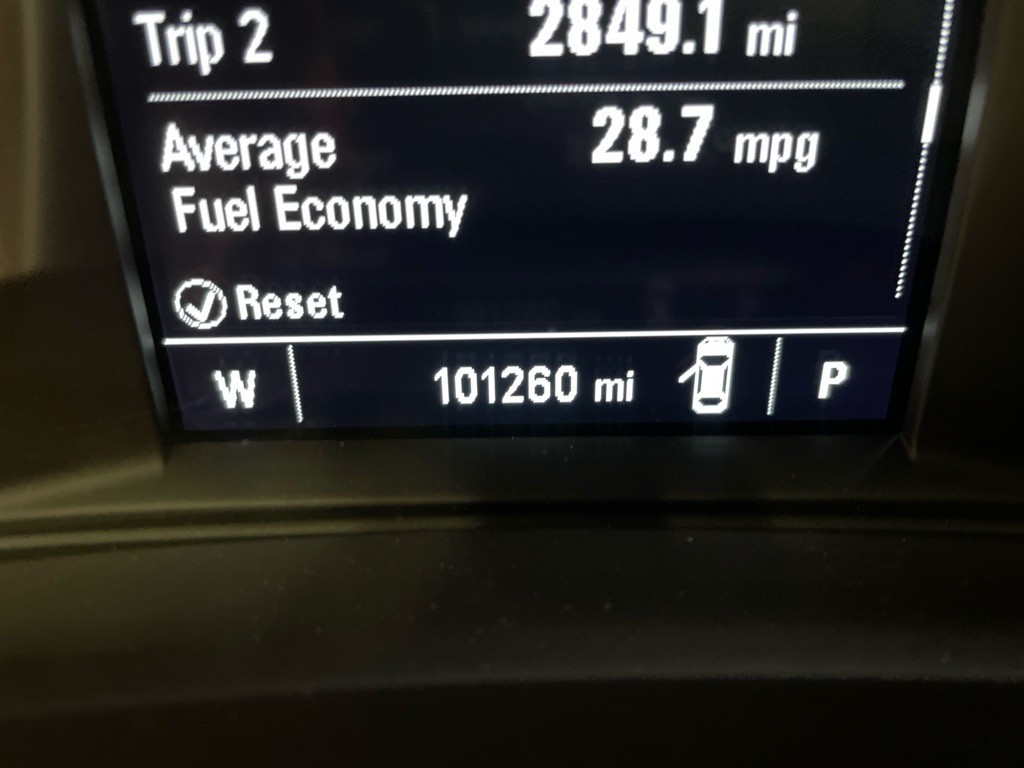 Trip 2 2849.1 mi
Average 28.7 mpg
Fuel Economy
Reset
W 101260 mi P